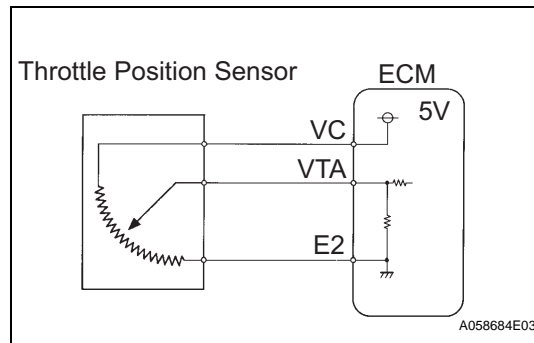 Throttle Position Sensor
ECM
5V
VC
VTA
E2
A058684E03